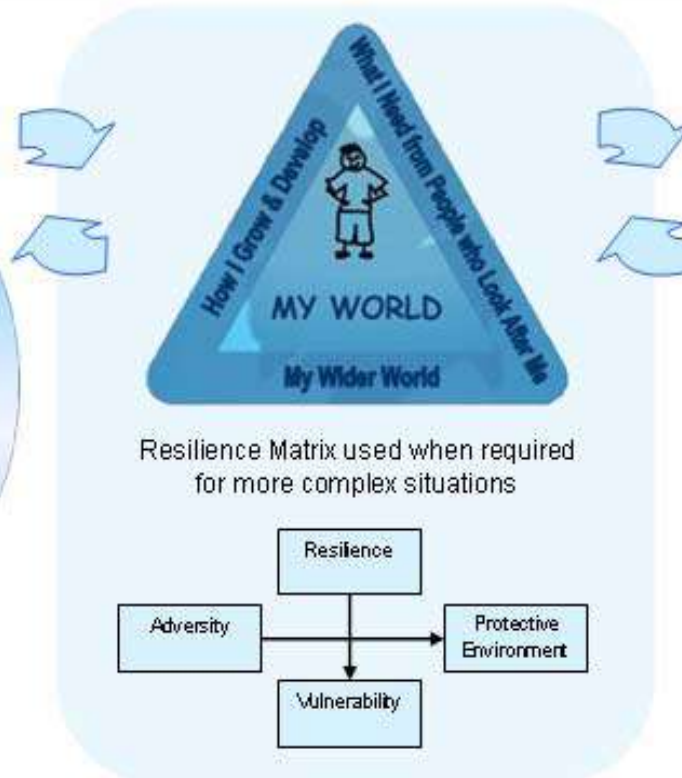 How I Grow & Develop
What I Need from People who Look After Me
MY WORLD
My Wider World
Resilience Matrix used when required
for more complex situations
Resilience
Adversity
Protective
Environment
Vulnerability